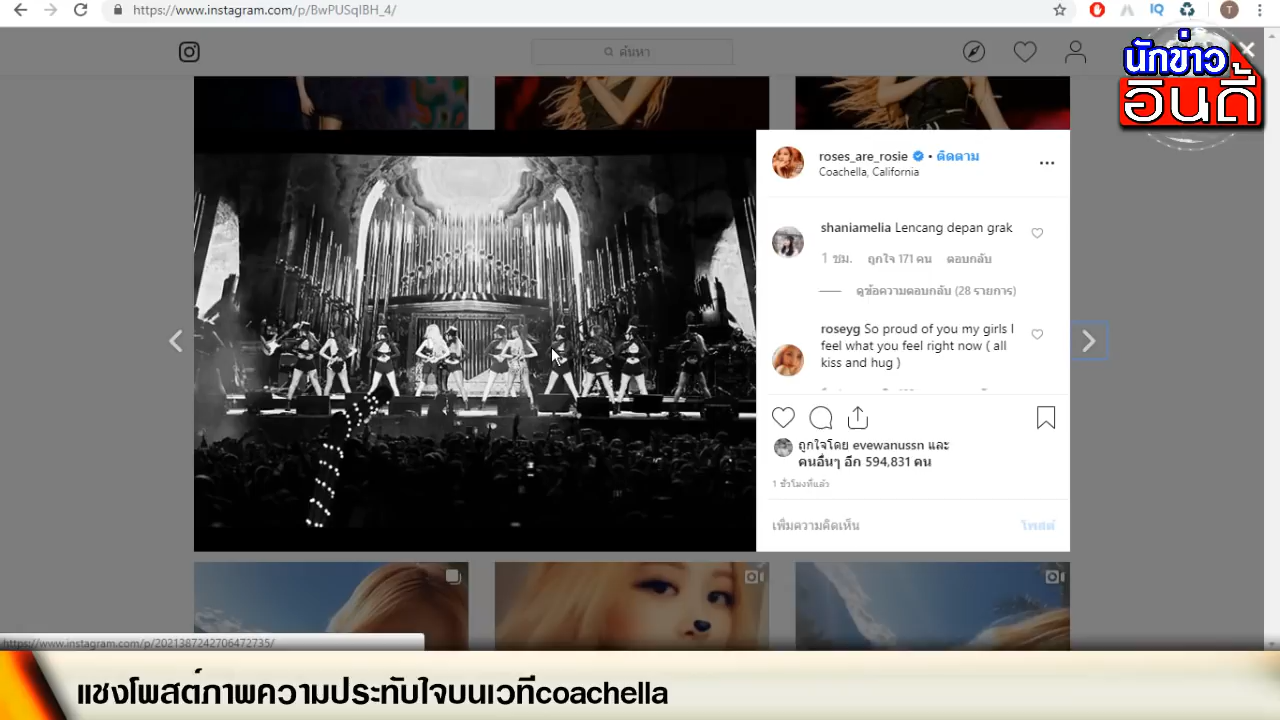 https://www.instagram.com/p/BwPUSqIBH_4/
T
ค้นหา
นักข่าว
อินดี้
roses_are_rosie • ติดตาม
Coachella, California
shaniamelia Lencang depan grak
1 ชม. ถูกใจ 171 คน ตอบกลับ
ดูข้อความตอบกลับ (28 รายการ)
roseyg So proud of you my girls I
feel what you feel right now ( all
kiss and hug )
ถูกใจโดย evewanussn และ
คนอื่นๆ อีก 594,831 คน
1 ชั่วโมงที่แล้ว
เพิ่มความคิดเห็น
โพสต์
https://www.instagram.com/p/2021387242706472735/
แชงโพสต์ภาพความประทับใจบนเวทีcoachella